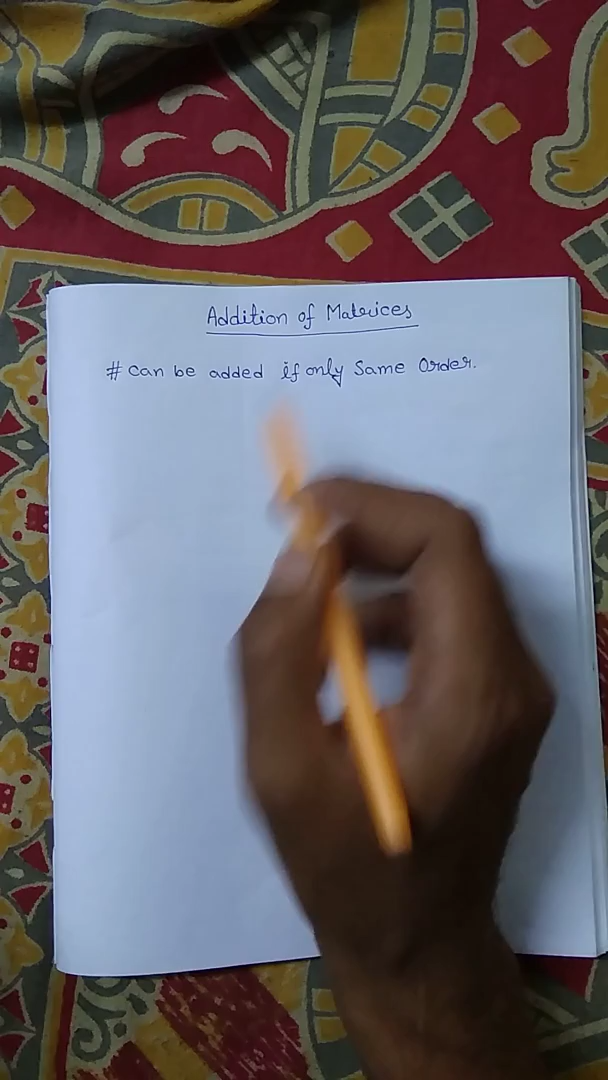 Addition of Matrices
# Can be added if only Same Order.